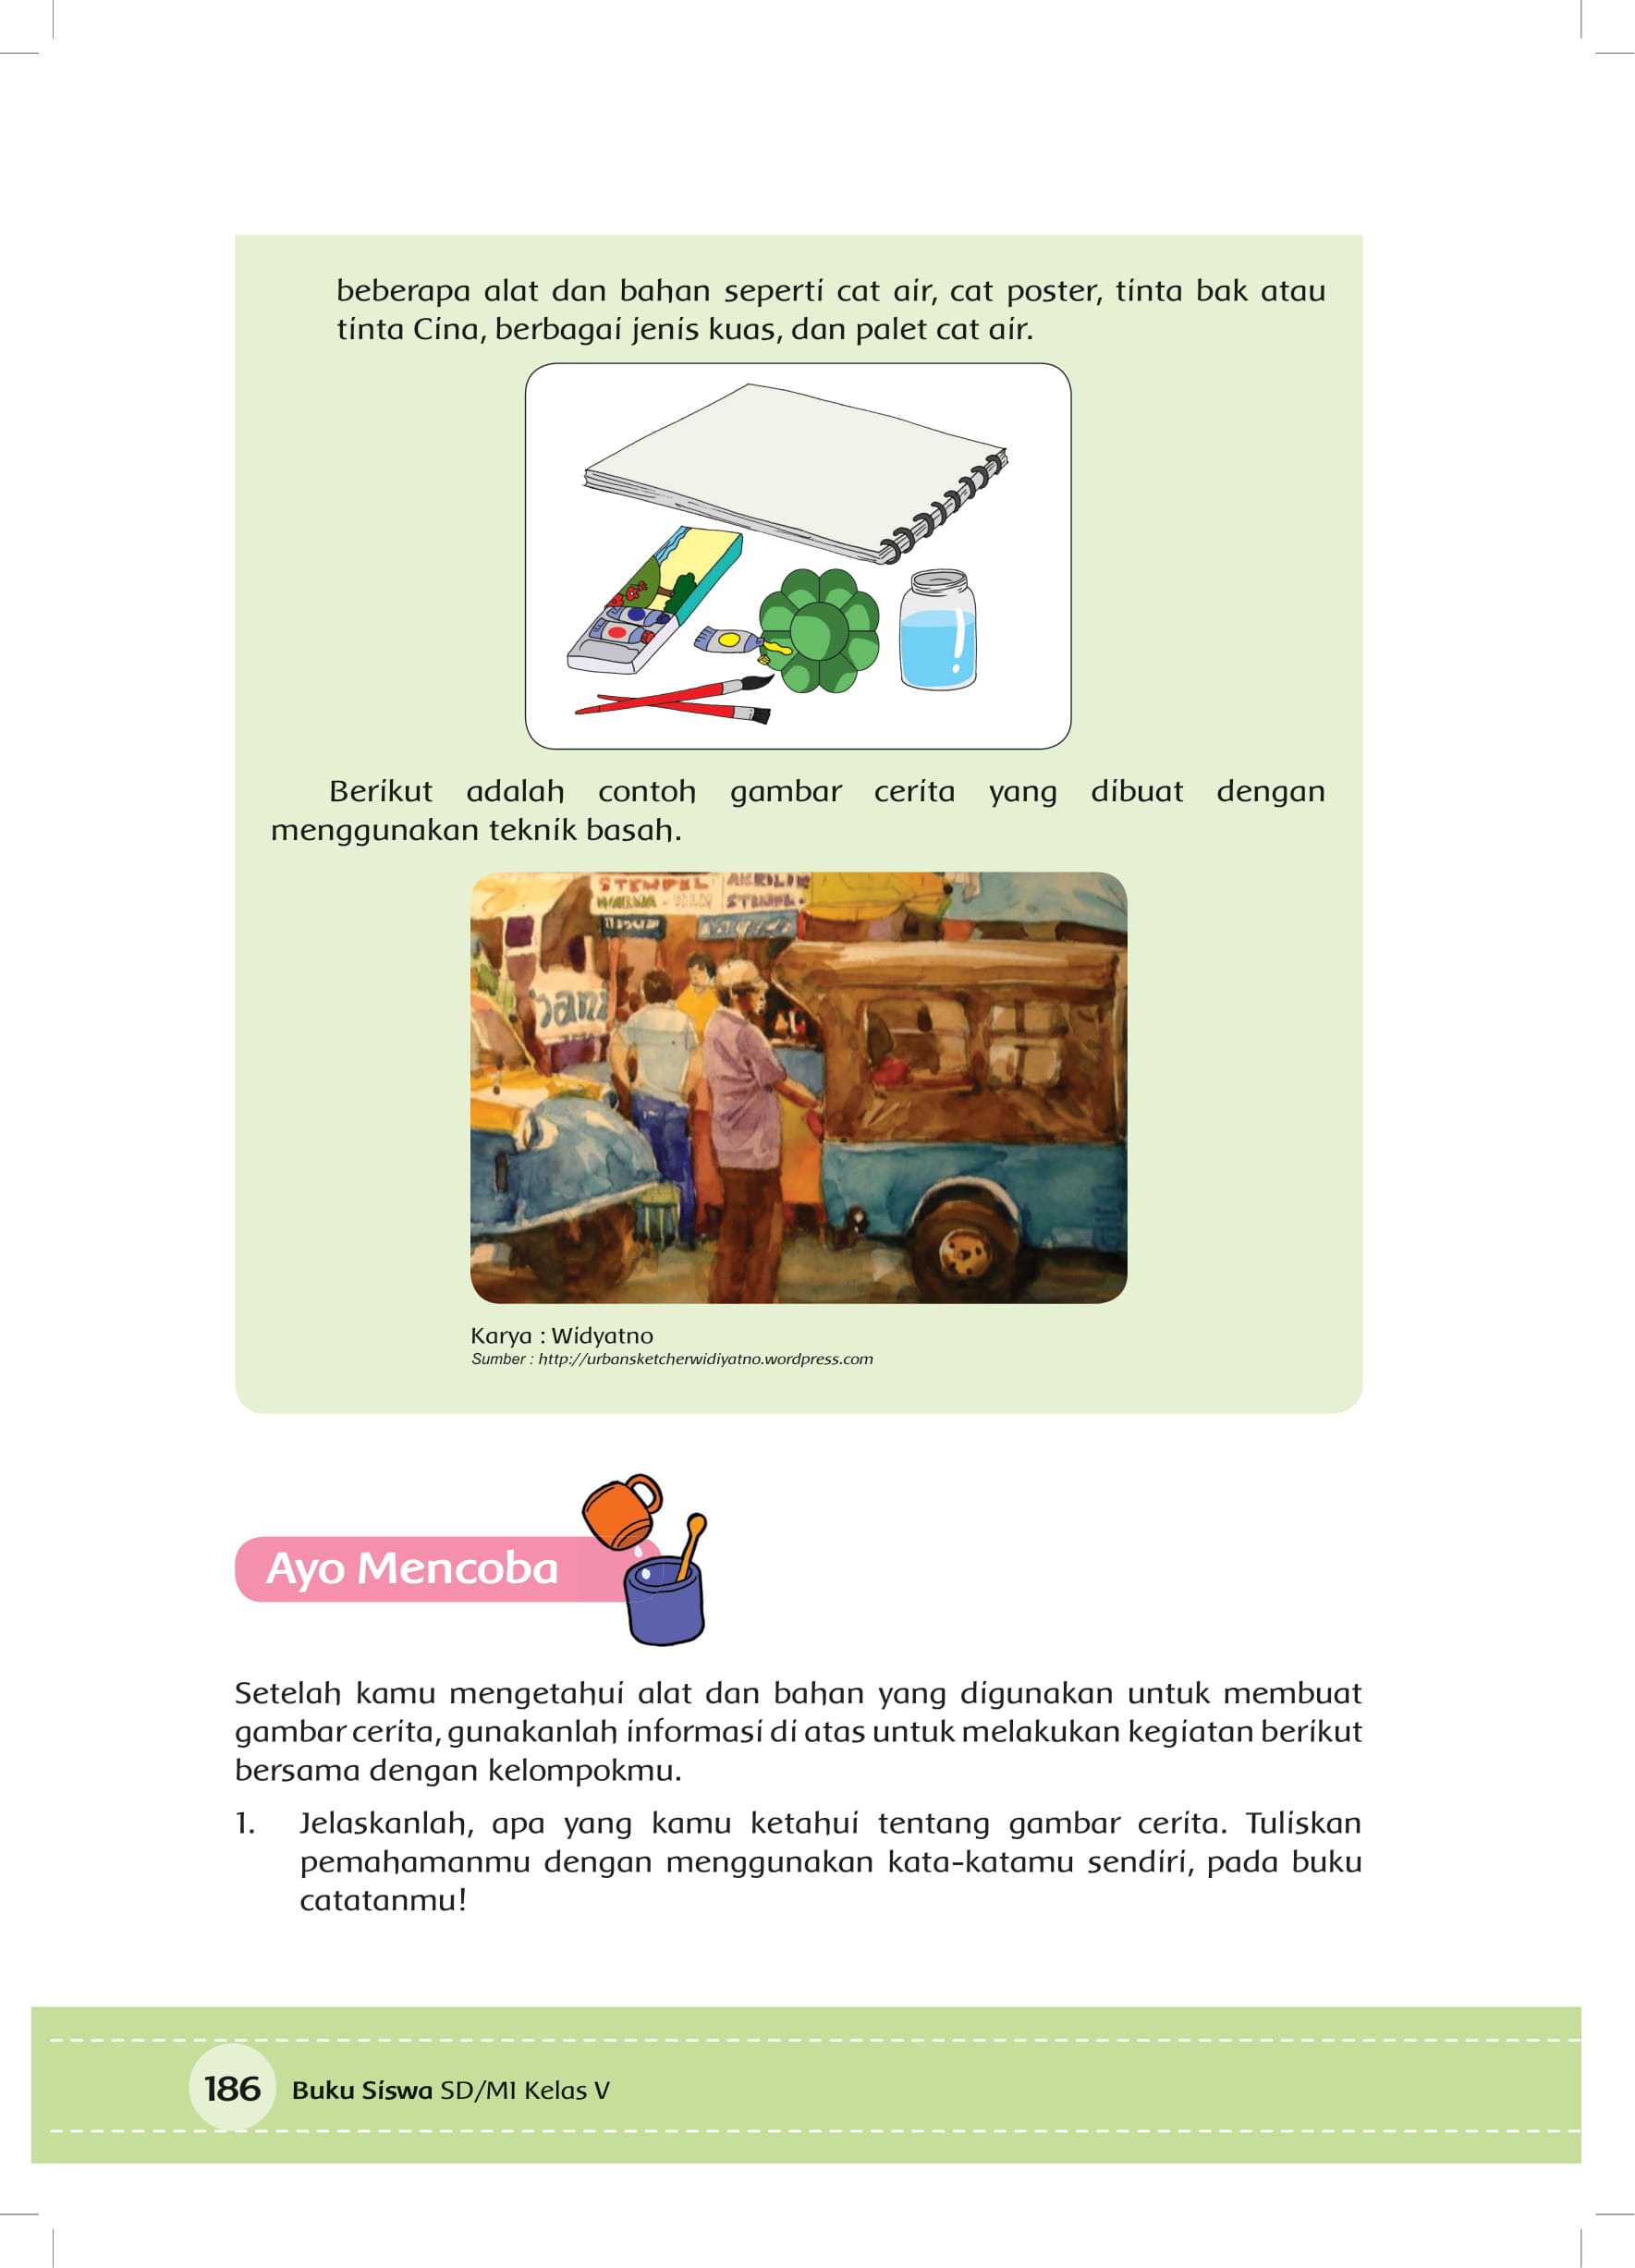 beberapa alat dan bahan seperti cat air, cat poster, tinta bak atau
tinta Cina, berbagai jenis kuas, dan palet cat air.
Berikut adalah contoh gambar cerita yang dibuat dengan
menggunakan teknik basah.
STEMPEL
WARNA
Karya : Widyatno
Sumber : http://urbansketcherwidiyatno.wordpress.com
Ayo Mencoba
Setelah kamu mengetahui alat dan bahan yang digunakan untuk membuat
gambar cerita, gunakanlah informasi di atas untuk melakukan kegiatan berikut
bersama dengan kelompokmu.
1. Jelaskanlah, apa yang kamu ketahui tentang gambar cerita. Tuliskan
pemahamanmu dengan menggunakan kata-katamu sendiri, pada buku
catatanmu!
186 Buku Siswa SD/MI Kelas V